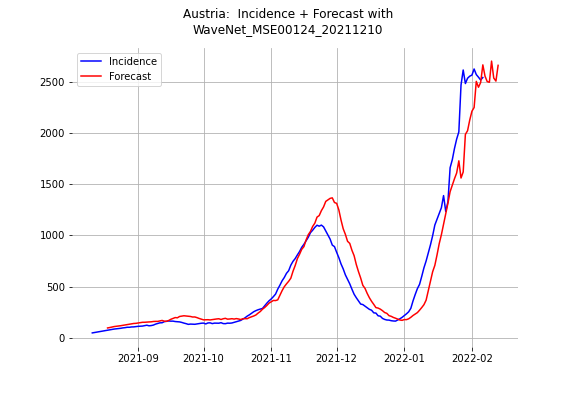 Austria:  Incidence + Forecast with
WaveNet_MSE00124_20211210
Incidence
Forecast
2500
2000
1500
1000
500
0
2021-09 2021-10 2021-11 2021-12 2022-01 2022-02